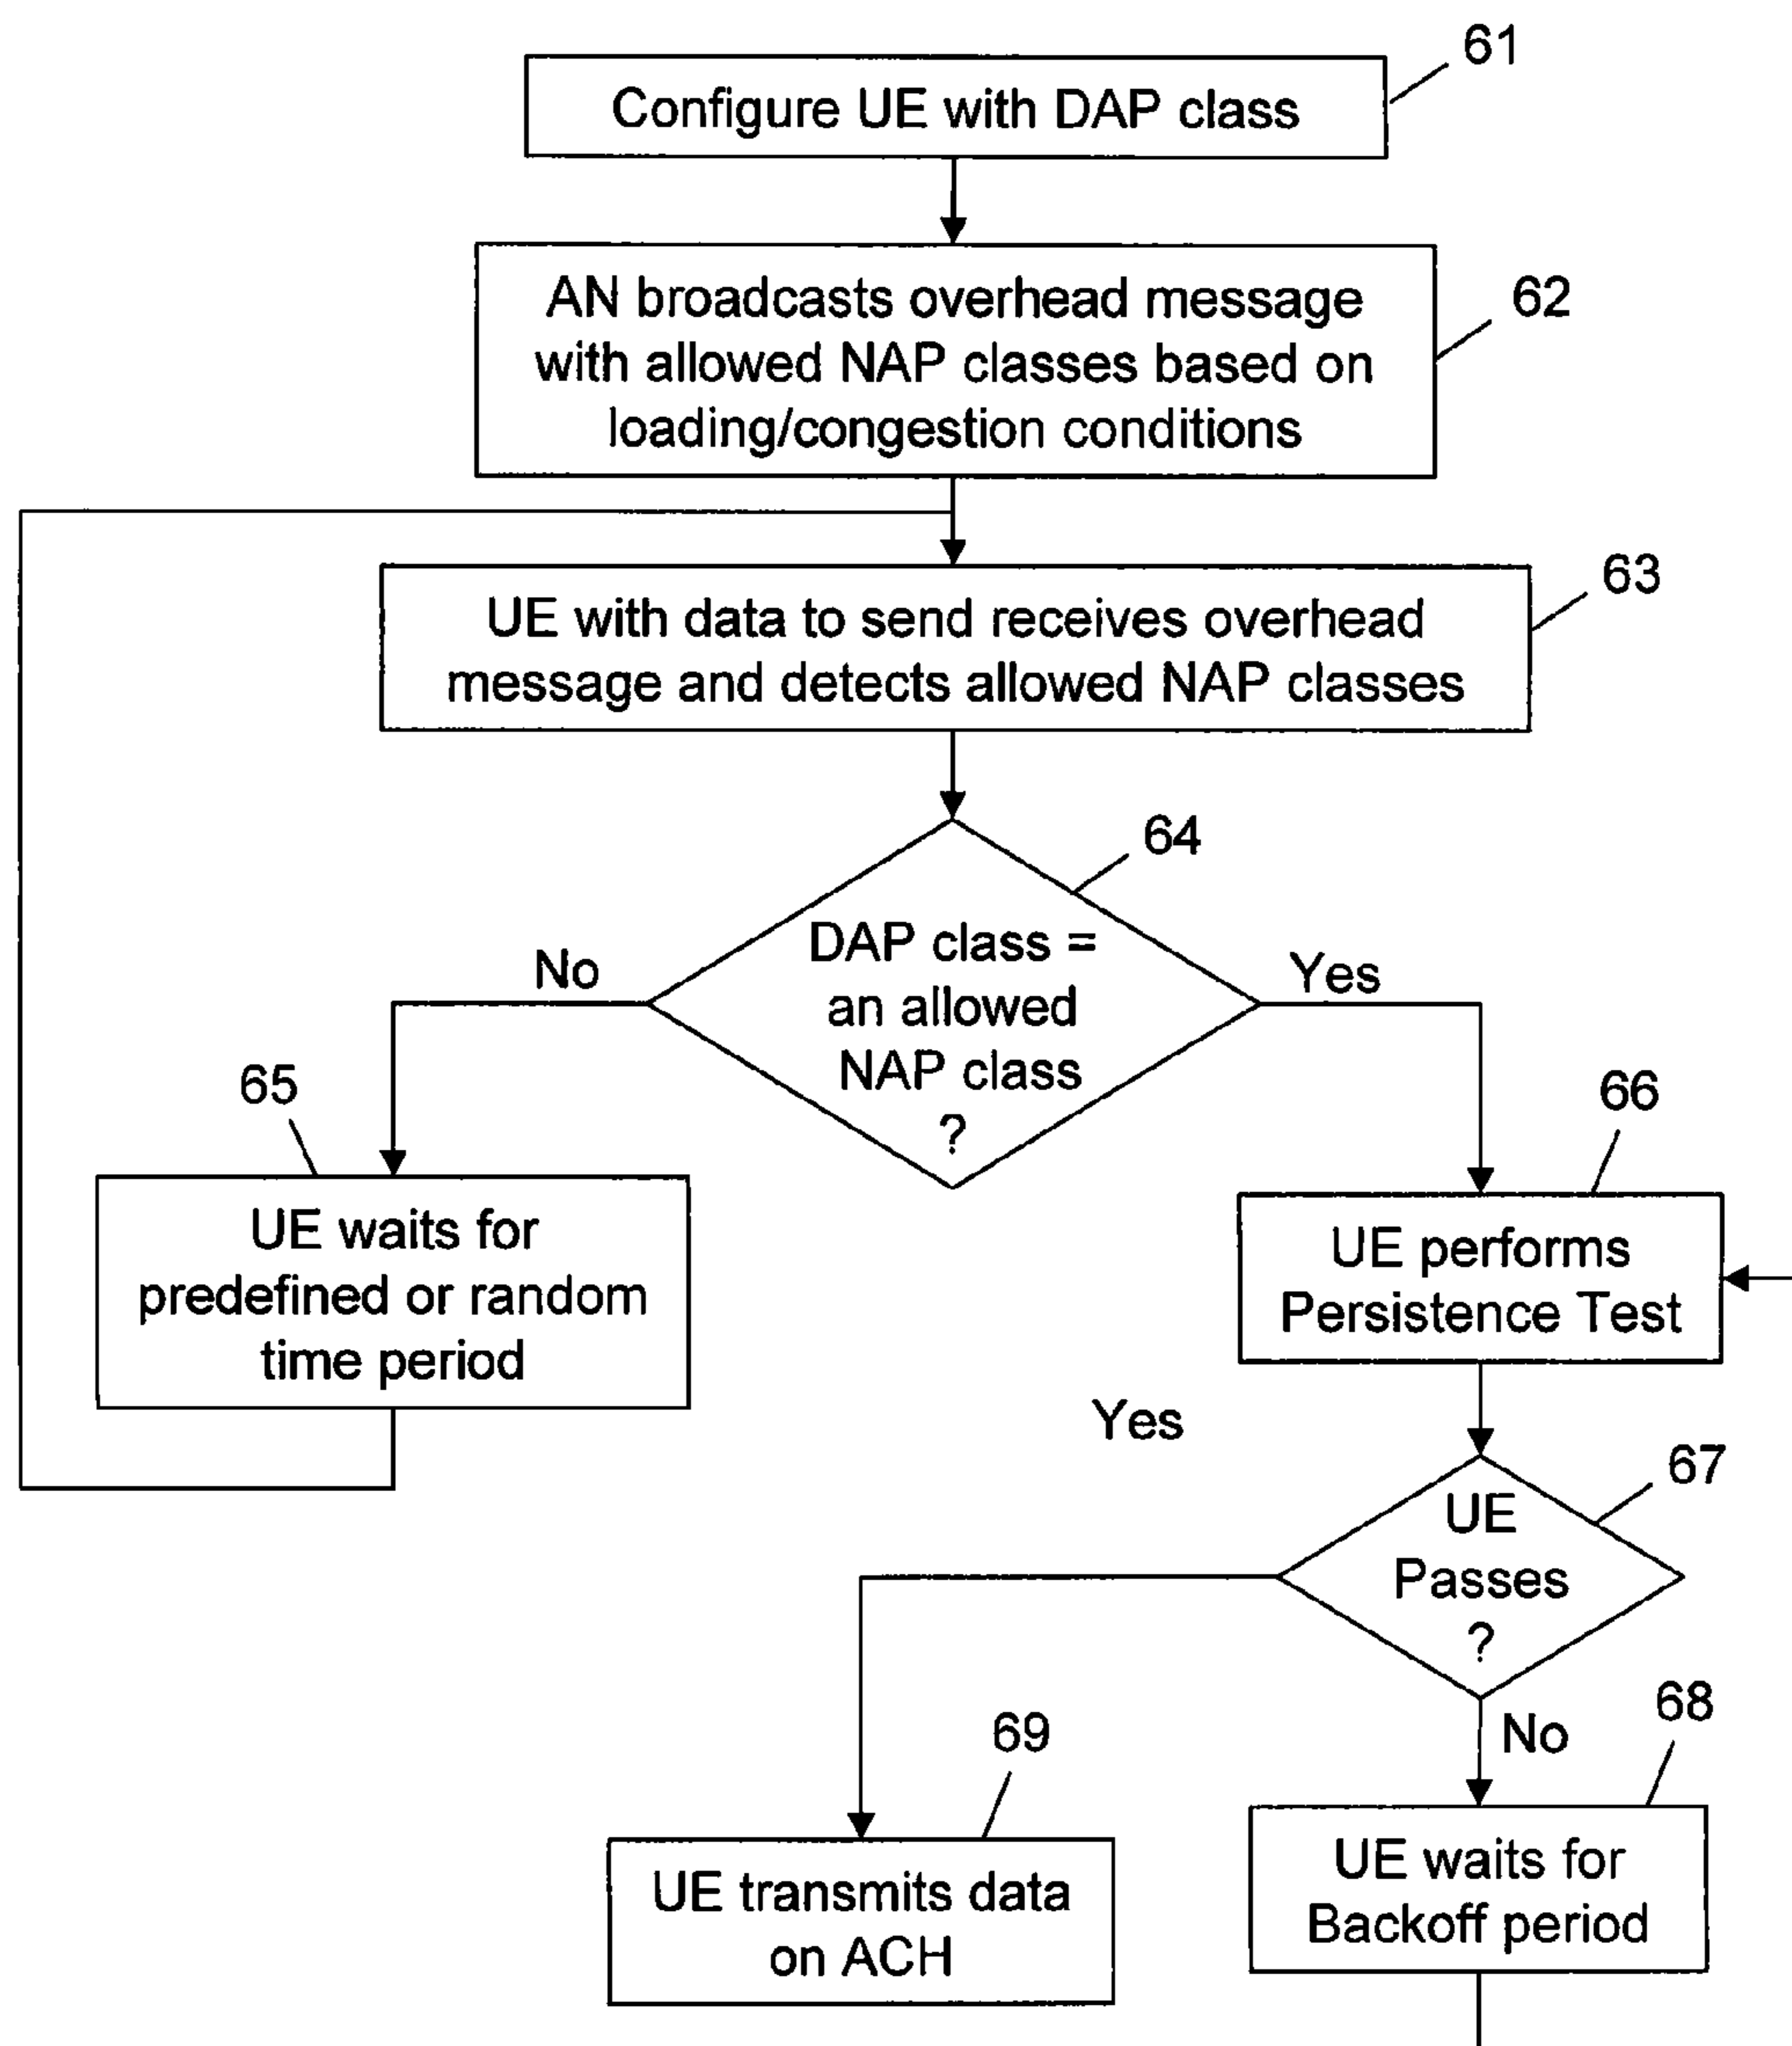 61
Configure UE with DAP class
AN broadcasts overhead message
with allowed NAP classes based on
loading/congestion conditions
62
63
UE with data to send receives overhead
message and detects allowed NAP classes
64
DAP class =
an allowed
NAP class
?
No
Yes
65
UE waits for
predefined or random
time period
66
UE performs
Persistence Test
Yes
67
UE
Passes
?
No
68
UE waits for
Backoff period
69
UE transmits data
on ACH